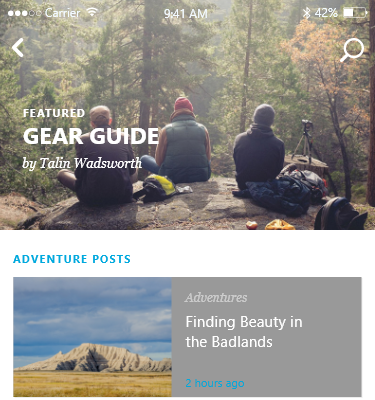 Carrier 9:41 AM 42%
FEATURED
GEAR GUIDE
by Talin Wadsworth
ADVENTURE POSTS
Adventures
Finding Beauty in
the Badlands
2 hours ago